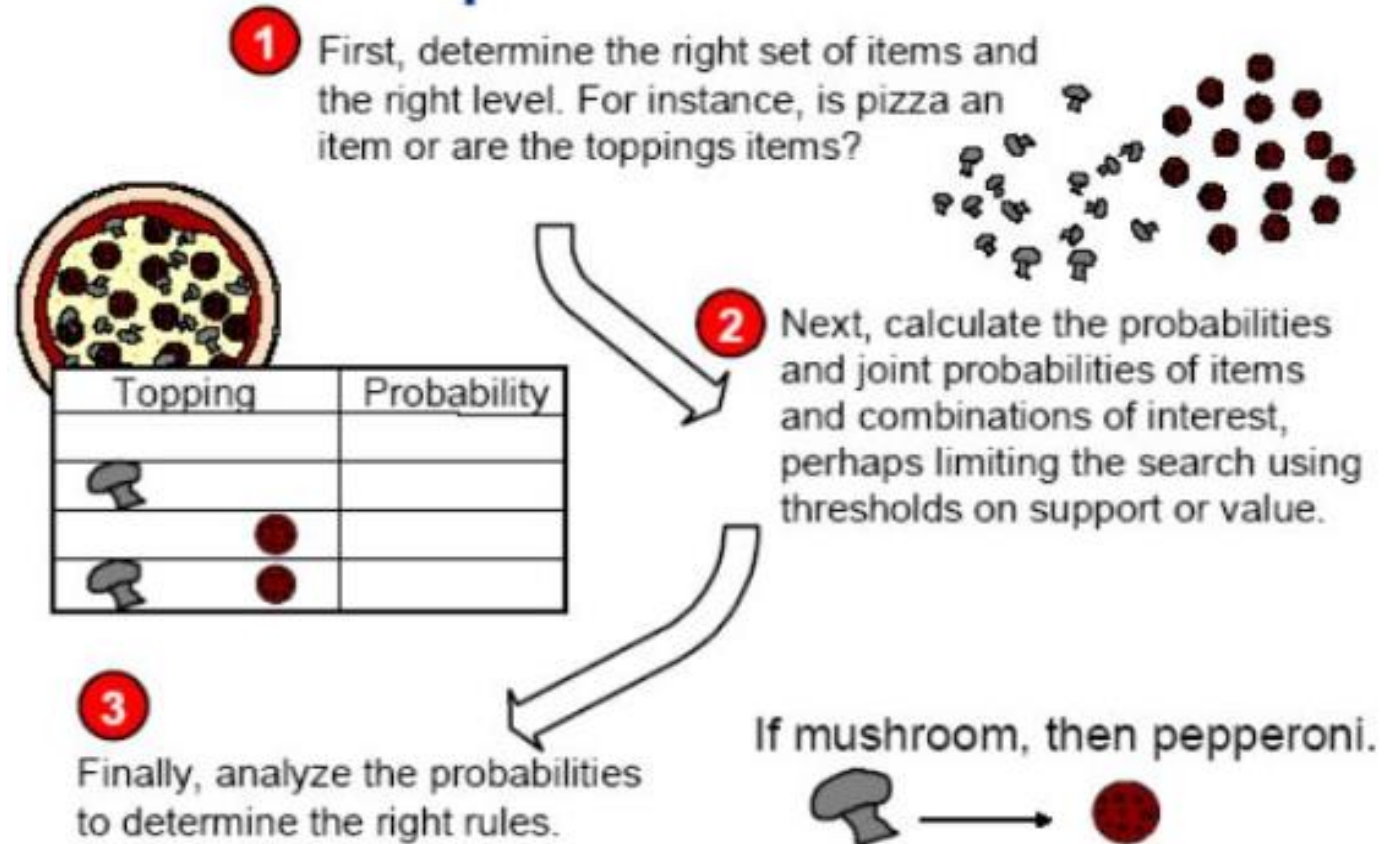 1
First, determine the right set of items and
the right level. For instance, is pizza an
item or are the toppings items?
2
Next, calculate the probabilities
and joint probabilities of items
and combinations of interest,
perhaps limiting the search using
thresholds on support or value.
Topping Probability
3
Finally, analyze the probabilities
to determine the right rules.
If mushroom, then pepperoni.